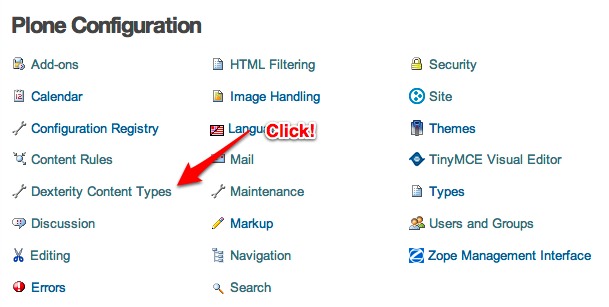 Plone Configuration
Add-ons
HTML Filtering
Security
Calendar
Image Handling
Site
Configuration Registry
Click!
Themes
Content Rules
Mail
TinyMCE Visual Editor
Dexterity Content Types
Maintenance
Types
Discussion
Markup
Users and Groups
Editing
Navigation
Zope Management Interface
Errors
Search